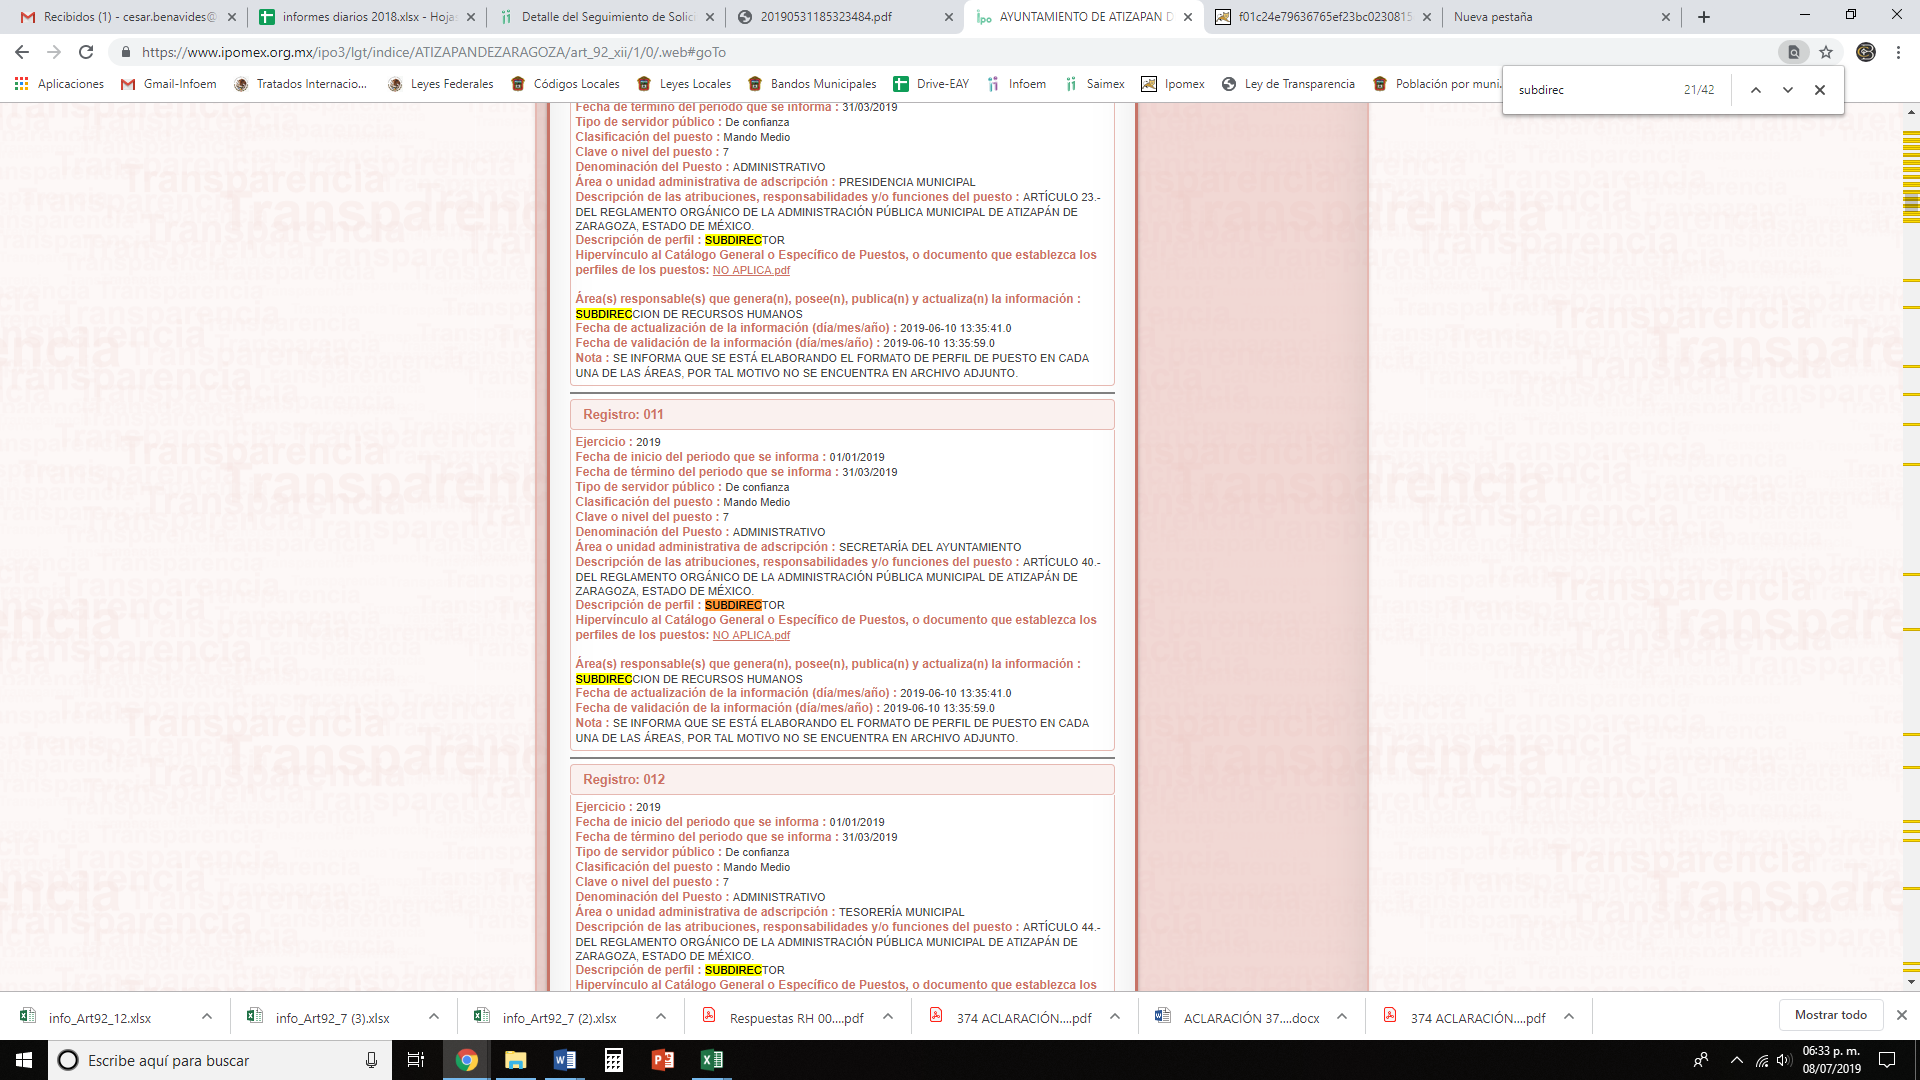 Recibidos (1) - cesar.benavides@
informes diarios 2018.xlsx - Hoja
Detalle del Seguimiento de Solici
20190531185323484.pdf
AYUNTAMIENTO DE ATIZAPAN D
f01c24e79636765ef23bc0230815
Nueva pestaña
https://www.ipomex.org.mx/ipo3/lgt/indice/ATIZAPANDEZARAGOZA/art_92_xii/1/0/.web#goTo
Aplicaciones
Gmail-Infoem
Tratados Internacio...
Leyes Federales
Códigos Locales
Leyes Locales
Bandos Municipales
Drive-EAY
Infoem
Saimex
Ipomex
Ley de Transparencia
Población por muni...
subdirec
21/42
Fecha de término del periodo que se informa : 31/03/2019
Tipo de servidor público : De confianza
Clasificación del puesto : Mando Medio
Clave o nivel del puesto : 7
Denominación del Puesto : ADMINISTRATIVO
Área o unidad administrativa de adscripción : PRESIDENCIA MUNICIPAL
Descripción de las atribuciones, responsabilidades y/o funciones del puesto : ARTÍCULO 23.-
DEL REGLAMENTO ORGÁNICO DE LA ADMINISTRACIÓN PÚBLICA MUNICIPAL DE ATIZAPÁN DE
ZARAGOZA, ESTADO DE MÉXICO.
Descripción de perfil : SUBDIRECTOR
Hipervínculo al Catálogo General o Específico de Puestos, o documento que establezca los
perfiles de los puestos: NO APLICA.pdf
Área(s) responsable(s) que genera(n), posee(n), publica(n) y actualiza(n) la información :
SUBDIRECCION DE RECURSOS HUMANOS
Fecha de actualización de la información (día/mes/año) : 2019-06-10 13:35:41.0
Fecha de validación de la información (día/mes/año) : 2019-06-10 13:35:59.0
Nota : SE INFORMA QUE SE ESTÁ ELABORANDO EL FORMATO DE PERFIL DE PUESTO EN CADA
UNA DE LAS ÁREAS, POR TAL MOTIVO NO SE ENCUENTRA EN ARCHIVO ADJUNTO.
Registro: 011
Ejercicio : 2019
Fecha de inicio del periodo que se informa : 01/01/2019
Fecha de término del periodo que se informa : 31/03/2019
Tipo de servidor público : De confianza
Clasificación del puesto : Mando Medio
Clave o nivel del puesto : 7
Denominación del Puesto : ADMINISTRATIVO
Área o unidad administrativa de adscripción : SECRETARÍA DEL AYUNTAMIENTO
Descripción de las atribuciones, responsabilidades y/o funciones del puesto : ARTÍCULO 40.-
DEL REGLAMENTO ORGÁNICO DE LA ADMINISTRACIÓN PÚBLICA MUNICIPAL DE ATIZAPÁN DE
ZARAGOZA, ESTADO DE MÉXICO.
Descripción de perfil : SUBDIRECTOR
Hipervínculo al Catálogo General o Específico de Puestos, o documento que establezca los
perfiles de los puestos: NO APLICA.pdf
Área(s) responsable(s) que genera(n), posee(n), publica(n) y actualiza(n) la información :
SUBDIRECCION DE RECURSOS HUMANOS
Fecha de actualización de la información (día/mes/año) : 2019-06-10 13:35:41.0
Fecha de validación de la información (día/mes/año) : 2019-06-10 13:35:59.0
Nota : SE INFORMA QUE SE ESTÁ ELABORANDO EL FORMATO DE PERFIL DE PUESTO EN CADA
UNA DE LAS ÁREAS, POR TAL MOTIVO NO SE ENCUENTRA EN ARCHIVO ADJUNTO.
Registro: 012
Ejercicio : 2019
Fecha de inicio del periodo que se informa : 01/01/2019
Fecha de término del periodo que se informa : 31/03/2019
Tipo de servidor público : De confianza
Clasificación del puesto : Mando Medio
Clave o nivel del puesto : 7
Denominación del Puesto : ADMINISTRATIVO
Área o unidad administrativa de adscripción : TESORERÍA MUNICIPAL
Descripción de las atribuciones, responsabilidades y/o funciones del puesto : ARTÍCULO 44.-
DEL REGLAMENTO ORGÁNICO DE LA ADMINISTRACIÓN PÚBLICA MUNICIPAL DE ATIZAPÁN DE
ZARAGOZA, ESTADO DE MÉXICO.
Descripción de perfil : SUBDIRECTOR
Hipervínculo al Catálogo General o Específico de Puestos, o documento que establezca los
info_Art92_12.xlsx
info_Art92_7 (3).xlsx
info_Art92_7 (2).xlsx
Respuestas RH 00....pdf
374 ACLARACIÓN....pdf
ACLARACIÓN 37....docx
374 ACLARACIÓN....pdf
Mostrar todo
Escribe aquí para buscar
06:33 p. m.
08/07/2019